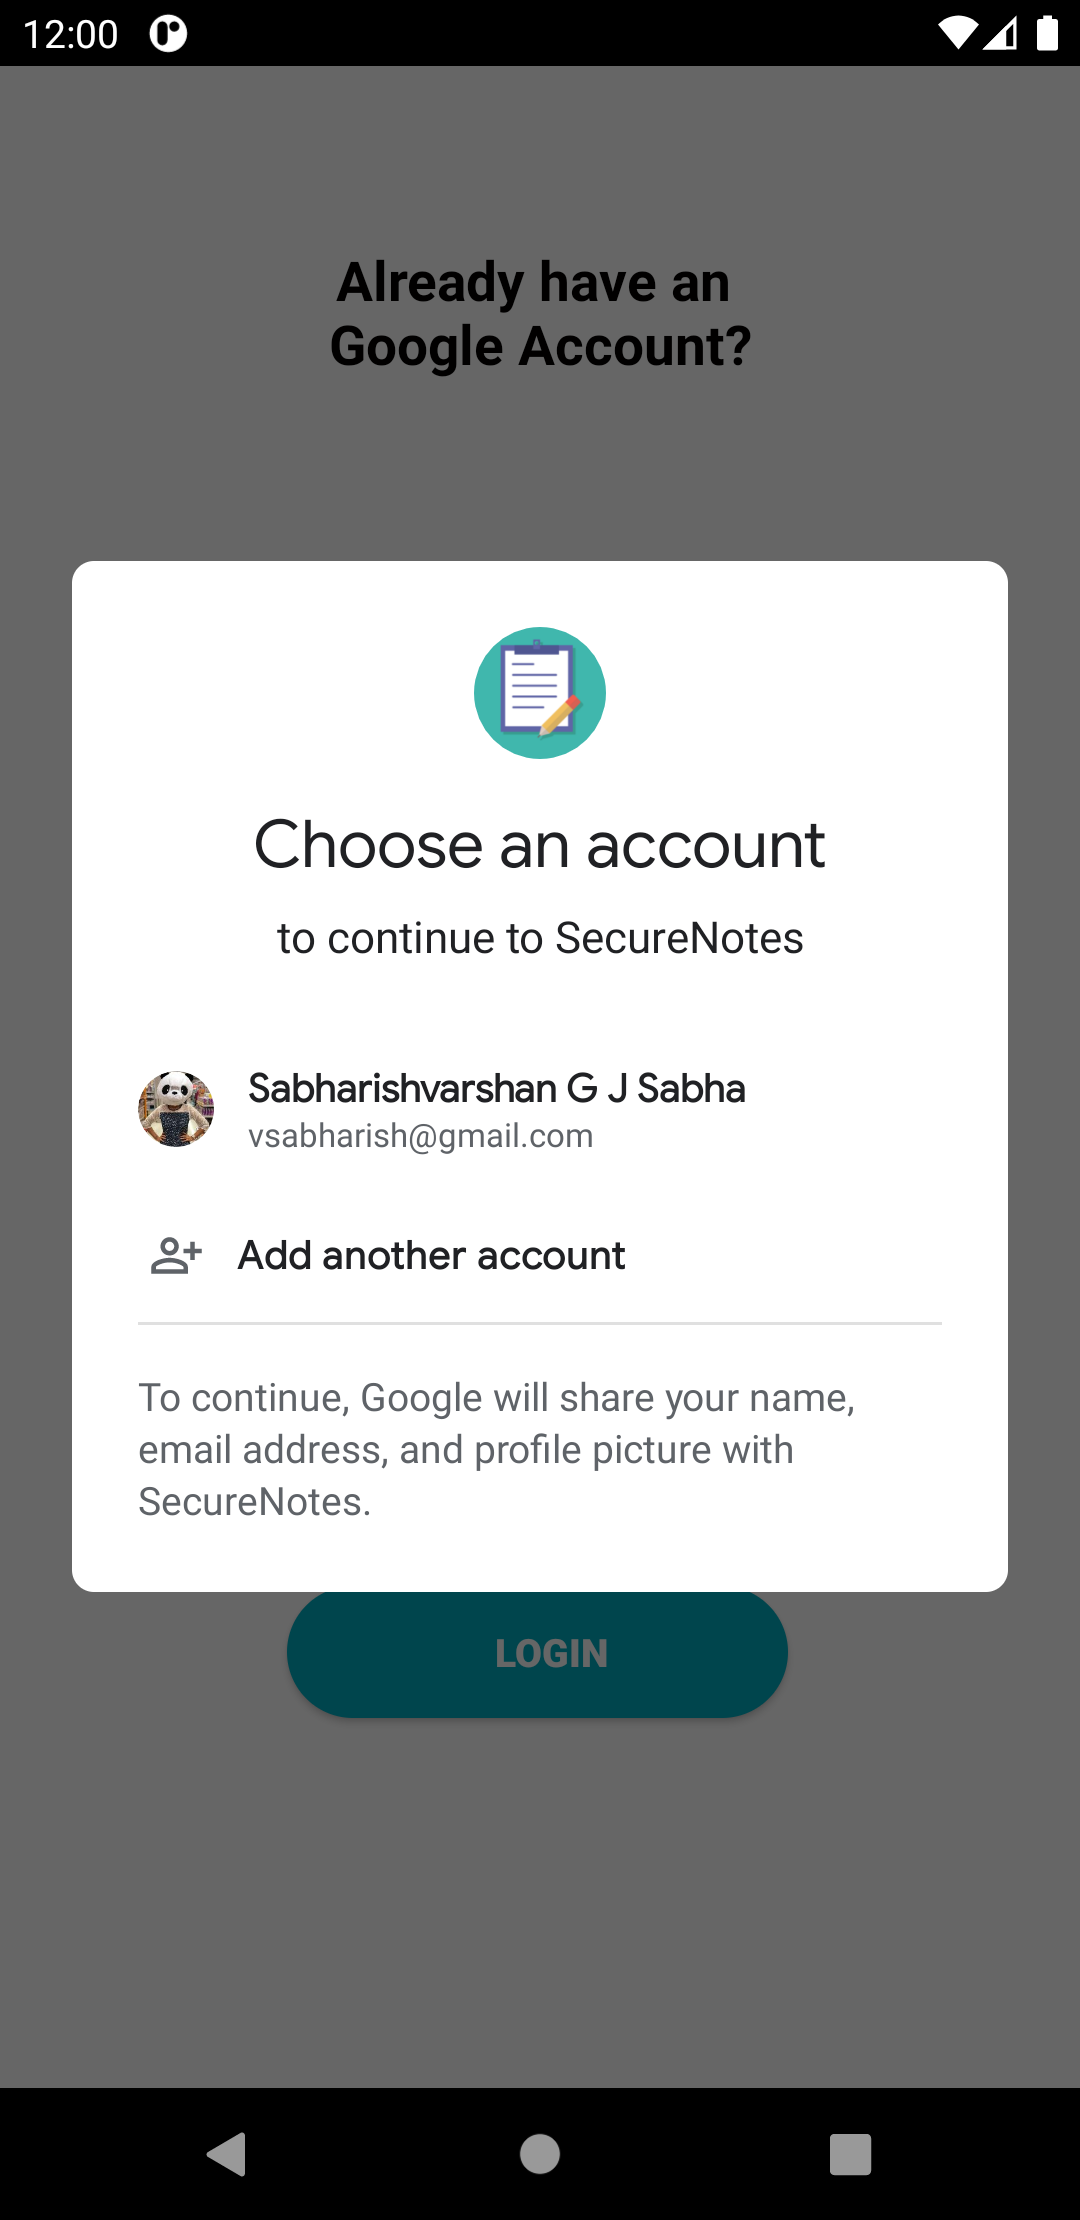 12:00
Already have an
Google Account?
Choose an account
to continue to SecureNotes
Sabharishvarshan G J Sabha
vsabharish@gmail.com
Add another account
To continue, Google will share your name,
email address, and profile picture with
SecureNotes.
LOGIN